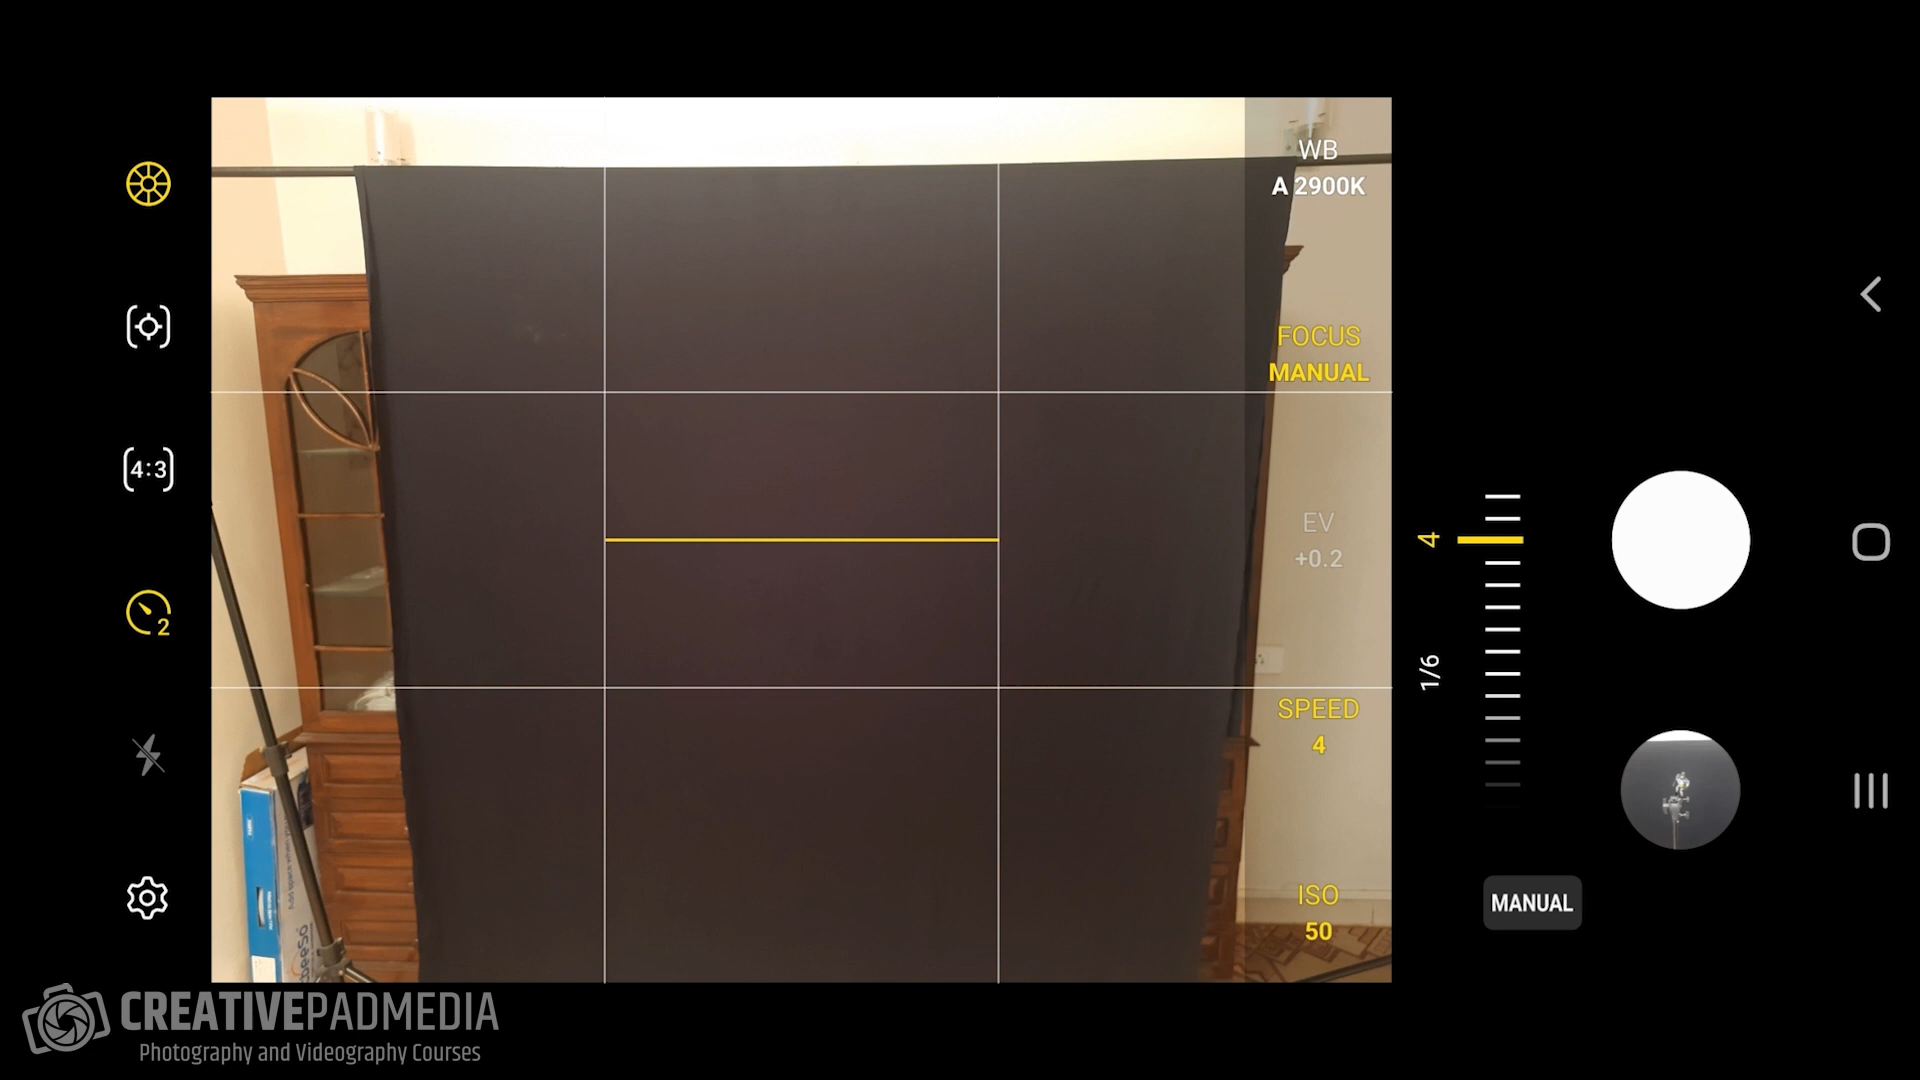 WB
A 2900K
FOCUS
MANUAL
4:3
EV
+0.2
4
2
1/6
SPEED
4
ISO
50
MANUAL
CREATIVEPADMEDIA
Photography and Videography Courses